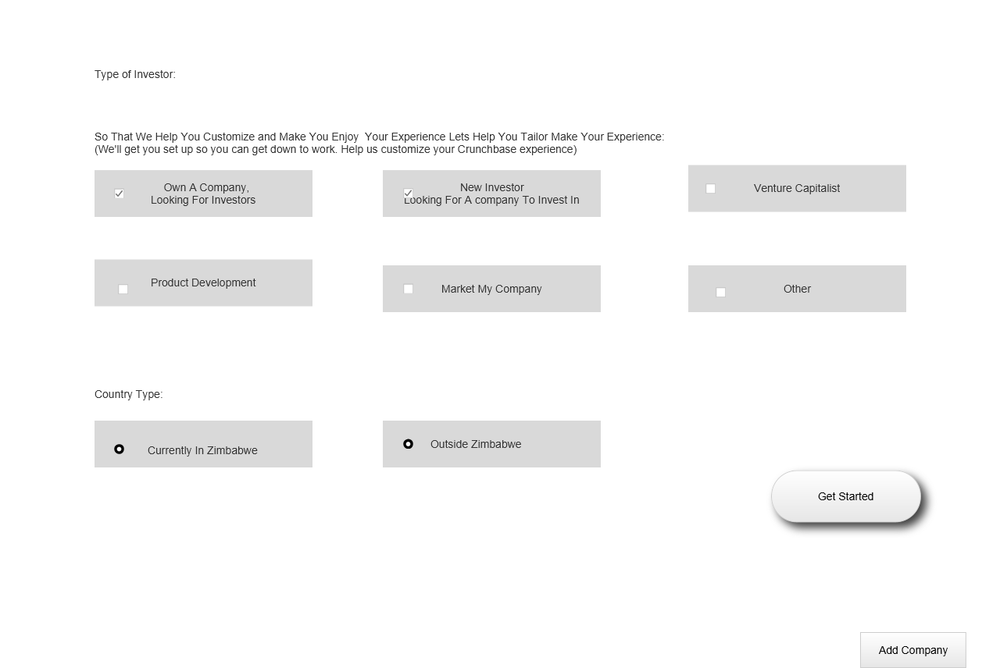 Type of Investor:
So That We Help You Customize and Make You Enjoy  Your Experience Lets Help You Tailor Make Your Experience:
(We'll get you set up so you can get down to work. Help us customize your Crunchbase experience)
Own A Company,
Looking For Investors
New Investor
Looking For A company To Invest In
Venture Capitalist
Product Development
Market My Company
Other
Country Type:
Currently In Zimbabwe
Outside Zimbabwe
Get Started
Add Company